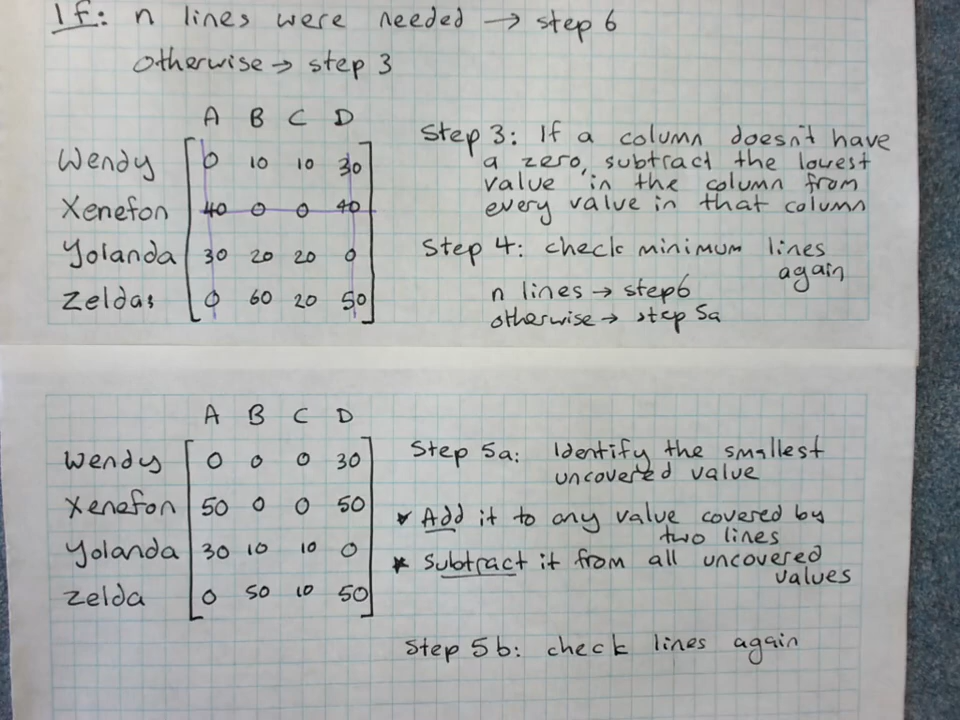 If: n lines were needed → step 6
otherwise → step 3
A B C D
Wendy 0 10 10 30
Xenefon 40 0 0 40
Yolanda 30 20 20 0
Zeldas 0 60 20 50
Step 3: If a column doesn't have
a zero, subtract the lowest
value in the column from
every value in that column
Step 4: check minimum lines
again
n lines → step6
otherwise → step 5a
A B C D
Wendy 0 0 0 30
Xenefon 50 0 0 50
Yolanda 30 10 10 0
Zelda 0 50 10 50
Step 5a: Identify the smallest
uncovered value
* Add it to any value covered by
two lines
* Subtract it from all uncovered
values
Step 5b: check lines again